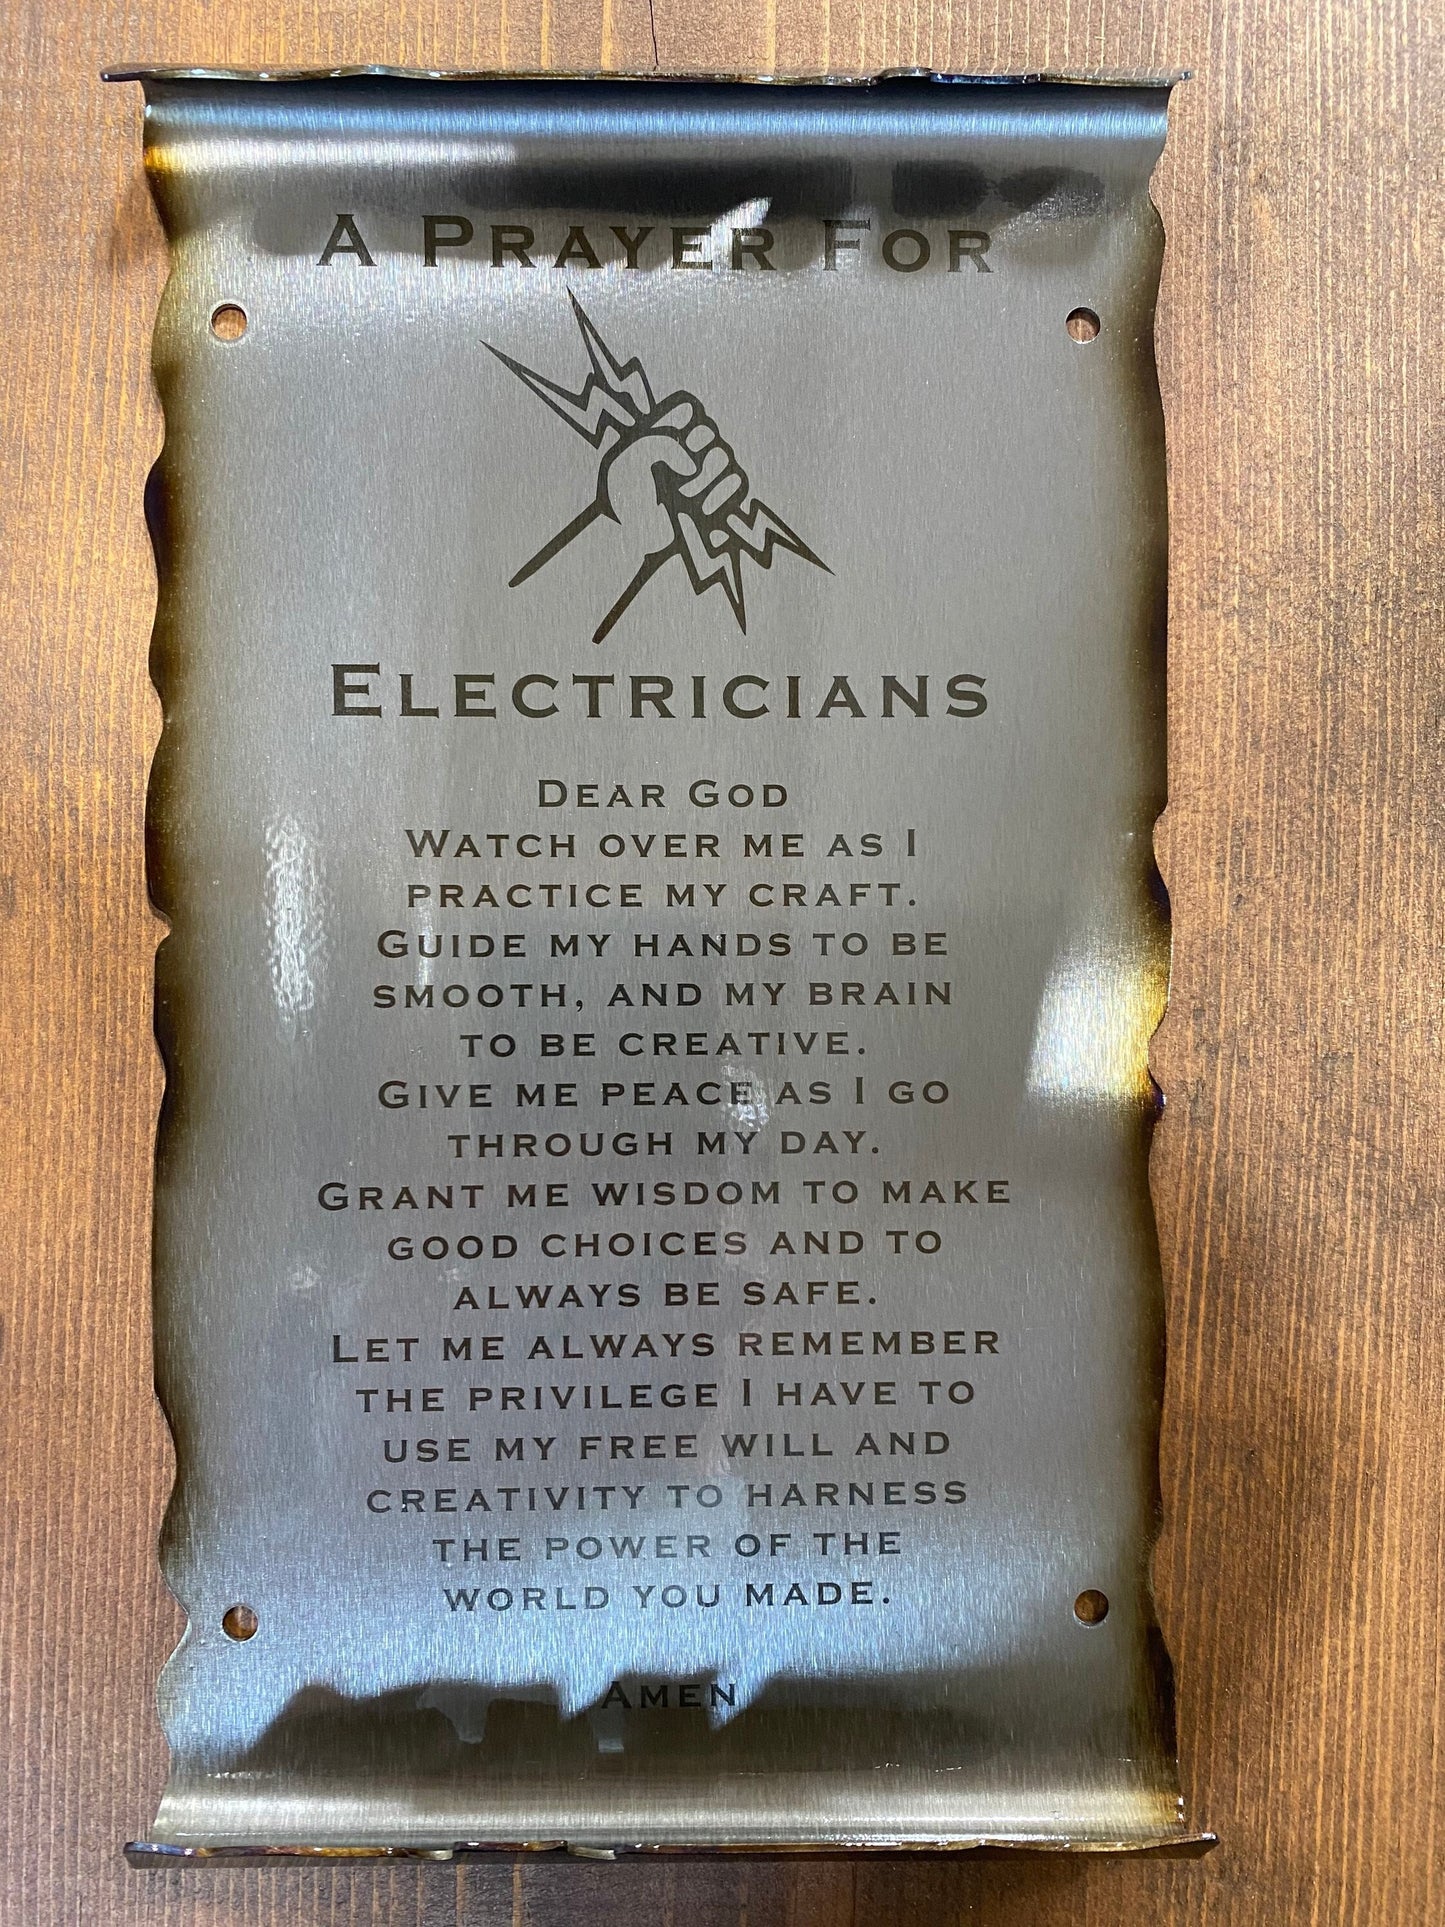 A Prayer For
Electricians
Dear God
Watch over me as I
practice my craft.
Guide my hands to be
smooth, and my brain
to be creative.
Give me peace as I go
through my day.
Grant me wisdom to make
good choices and to
always be safe.
Let me always remember
the privilege I have to
use my free will and
creativity to harness
the power of the
world you made.
Amen